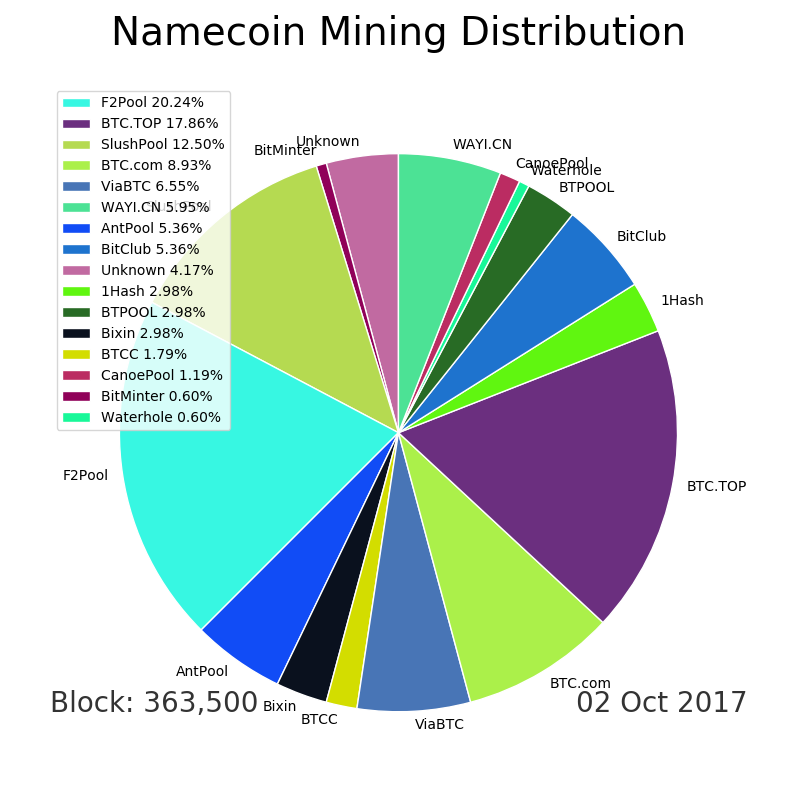 Namecoin Mining Distribution
F2Pool 20.24%
BTC.TOP 17.86%
SlushPool 12.50%
BTC.com 8.93%
ViaBTC 6.55%
WAYI.CN 5.95%
AntPool 5.36%
BitClub 5.36%
Unknown 4.17%
1Hash 2.98%
BTPOOL 2.98%
Bixin 2.98%
BTCC 1.79%
CanoePool 1.19%
BitMinter 0.60%
Waterhole 0.60%
Unknown
BitMinter
WAYI.CN
CanoePool
Waterhole
BTPOOL
BitClub
1Hash
BTC.TOP
BTC.com
ViaBTC
BTCC
Bixin
AntPool
F2Pool
SlushPool
Block: 363,500
02 Oct 2017